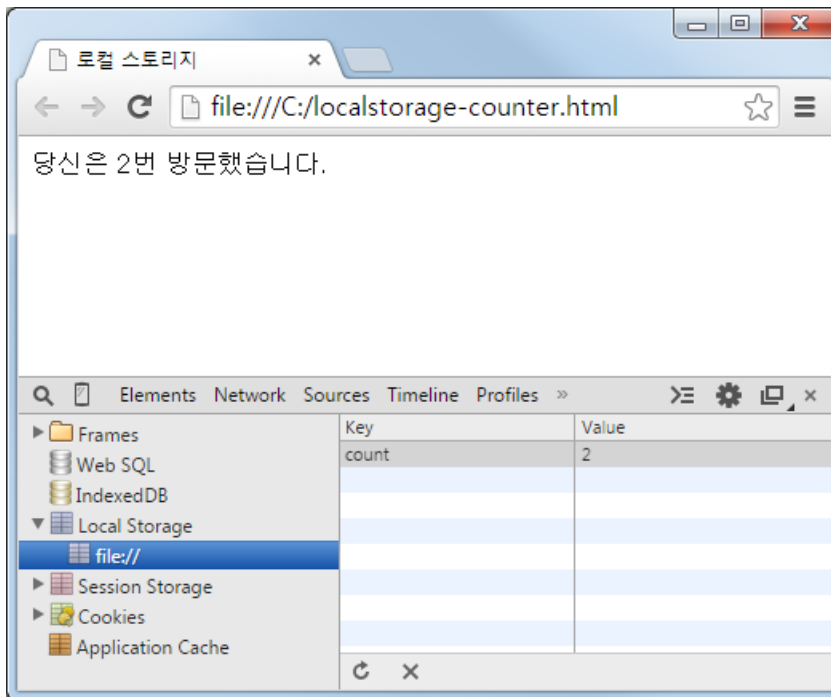 로컬 스토리지
file:///C:/localstorage-counter.html
당신은 2번 방문했습니다.
Elements Network Sources Timeline Profiles »
Frames
Web SQL
IndexedDB
Local Storage
file://
Session Storage
Cookies
Application Cache
Key Value
count 2